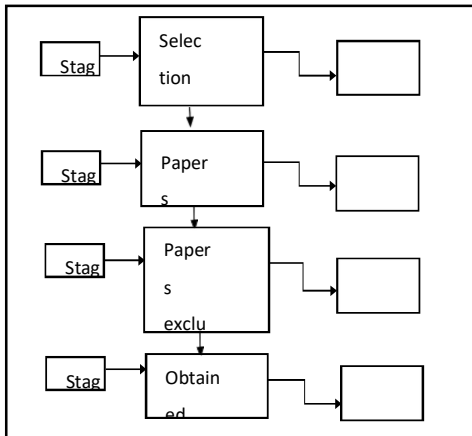 Stag
Selec
tion
Stag
Paper
s
Stag
Paper
s
exclu
Stag
Obtain
ed